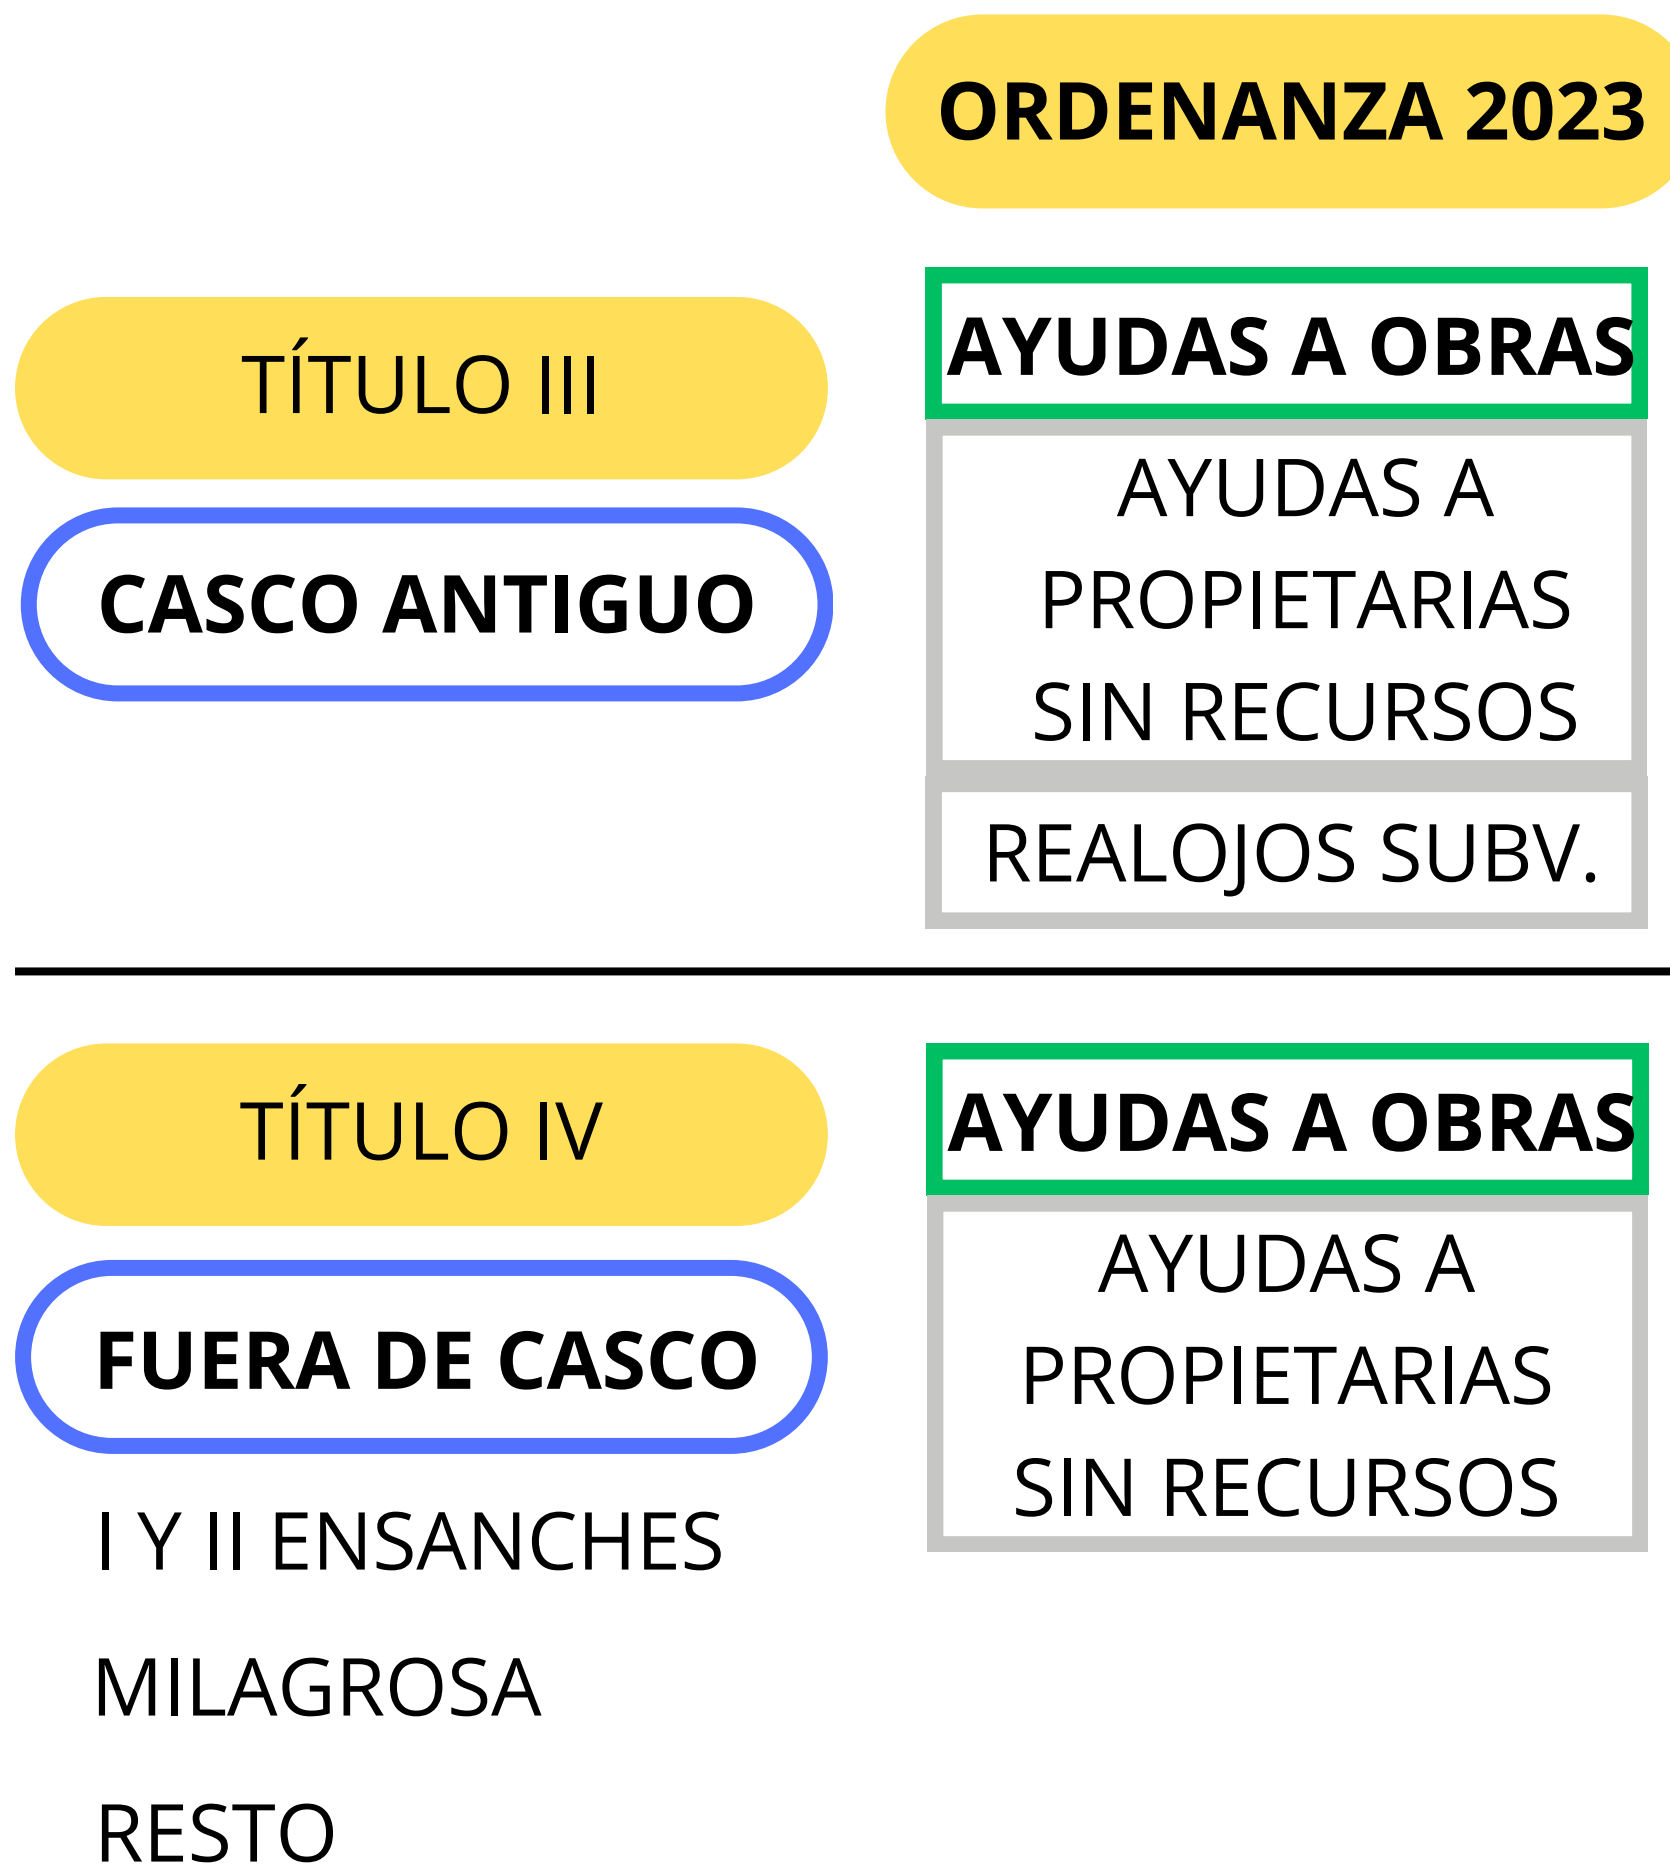 ORDENANZA 2023
TÍTULO III
CASCO ANTIGUO
AYUDAS A OBRAS
AYUDAS A
PROPIETARIAS
SIN RECURSOS
REALOJOS SUBV.
TÍTULO IV
FUERA DE CASCO
I Y II ENSANCHES
MILAGROSA
RESTO
AYUDAS A OBRAS
AYUDAS A
PROPIETARIAS
SIN RECURSOS